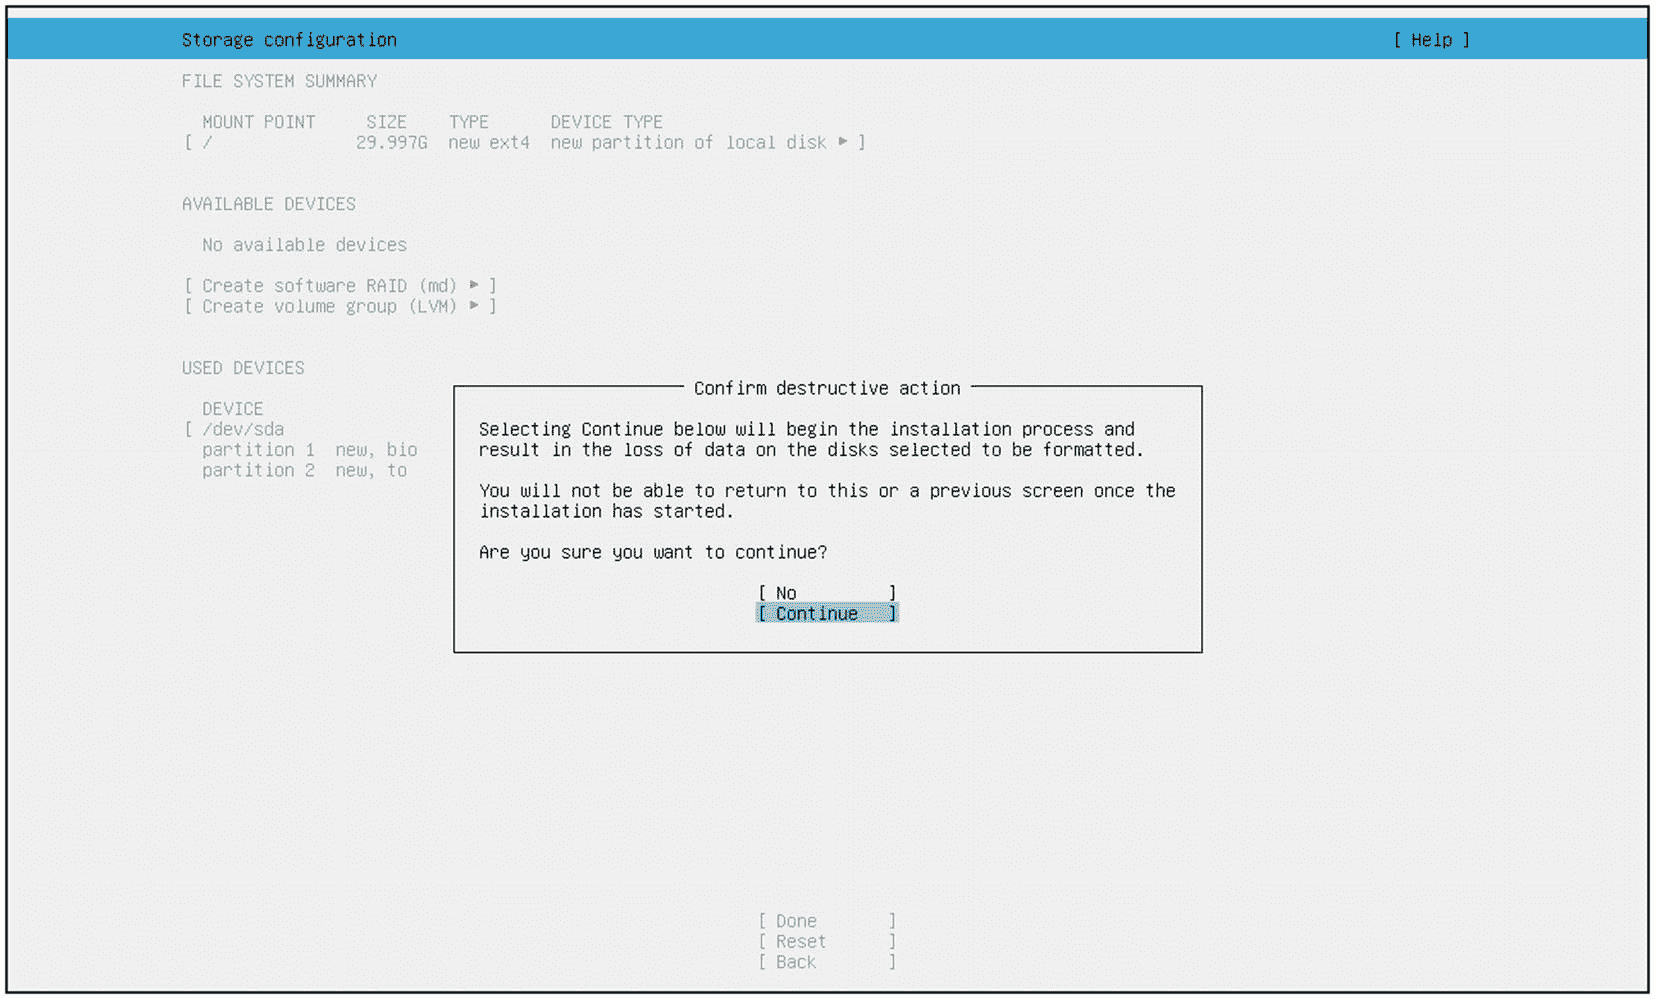 Storage configuration [ Help ]
FILE SYSTEM SUMMARY
MOUNT POINT SIZE TYPE DEVICE TYPE
[ / 29.997G new ext4 new partition of local disk ▸ ]
AVAILABLE DEVICES
No available devices
[ Create software RAID (md) ▸ ]
[ Create volume group (LVM) ▸ ]
USED DEVICES
DEVICE
[ /dev/sda
partition 1 new, bio
partition 2 new, to
Confirm destructive action
Selecting Continue below will begin the installation process and
result in the loss of data on the disks selected to be formatted.
You will not be able to return to this or a previous screen once the
installation has started.
Are you sure you want to continue?
[ No ]
[ Continue ]
[ Done ]
[ Reset ]
[ Back ]